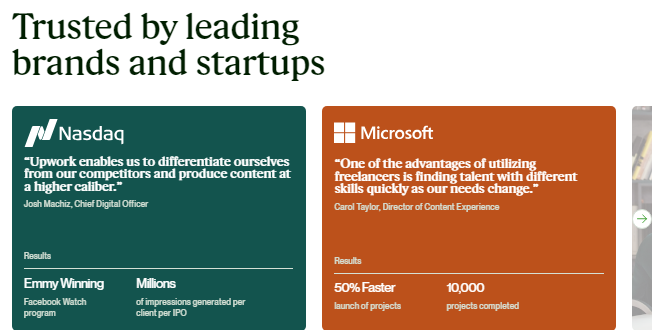 Trusted by leading
brands and startups
Nasdaq
“Upwork enables us to differentiate ourselves
from our competitors and produce content at
a higher caliber.”
Josh Machiz, Chief Digital Officer
Results
Emmy Winning
Facebook Watch
program
Millions
of impressions generated per
client per IPO
Microsoft
“One of the advantages of utilizing
freelancers is finding talent with different
skills quickly as our needs change.”
Carol Taylor, Director of Content Experience
Results
50% Faster
launch of projects
10,000
projects completed